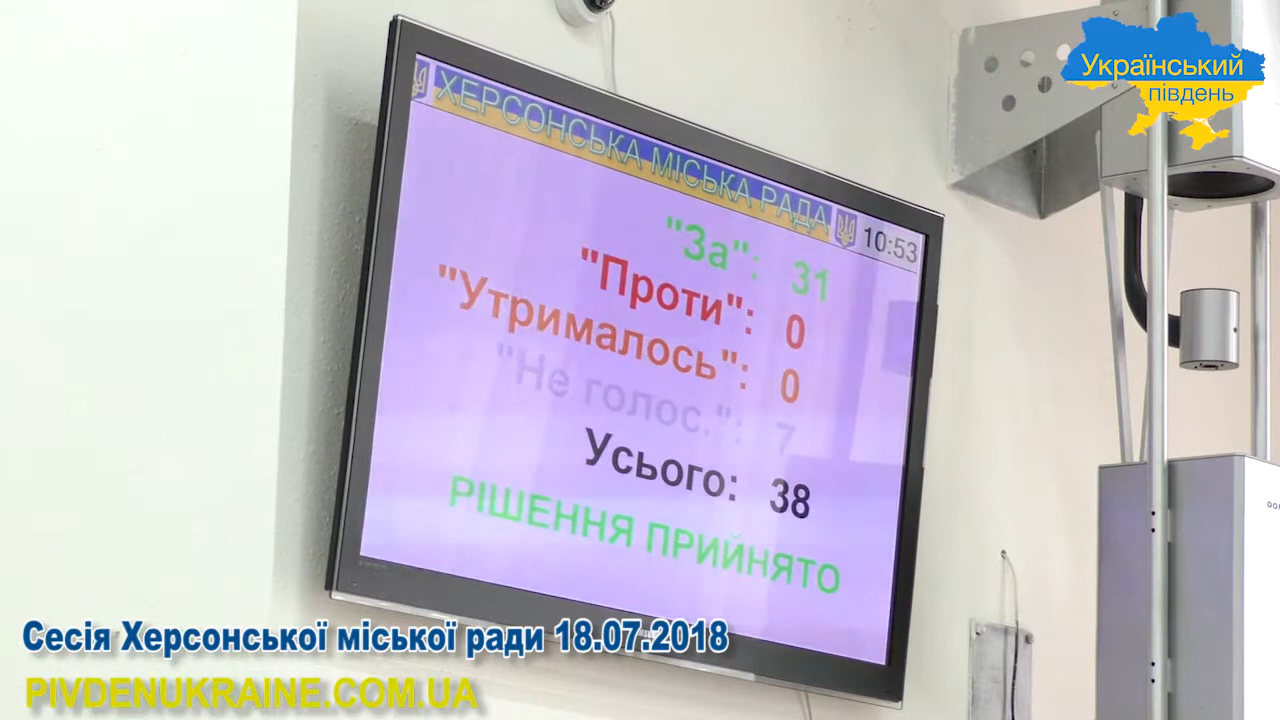 Український
південь
ХЕРСОНСЬКА МІСЬКА РАДА
10:53
"За": 31
"Проти": 0
"Утрималось": 0
"Не голос.": 7
Усього: 38
РІШЕННЯ ПРИЙНЯТО
Сесія Херсонської міської ради 18.07.2018
PIVDENUKRAINE.COM.UA